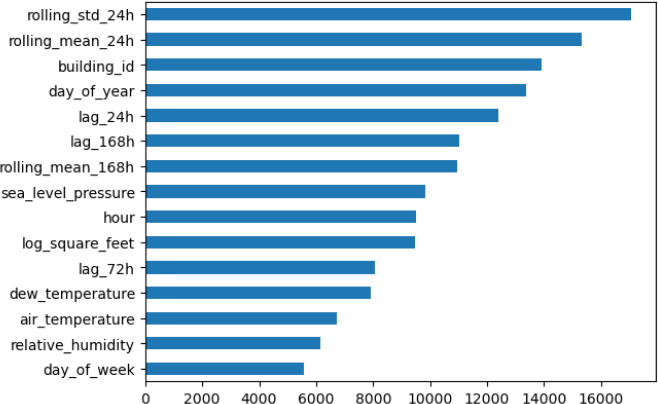 rolling_std_24h
rolling_mean_24h
building_id
day_of_year
lag_24h
lag_168h
rolling_mean_168h
sea_level_pressure
hour
log_square_feet
lag_72h
dew_temperature
air_temperature
relative_humidity
day_of_week
0 2000 4000 6000 8000 10000 12000 14000 16000